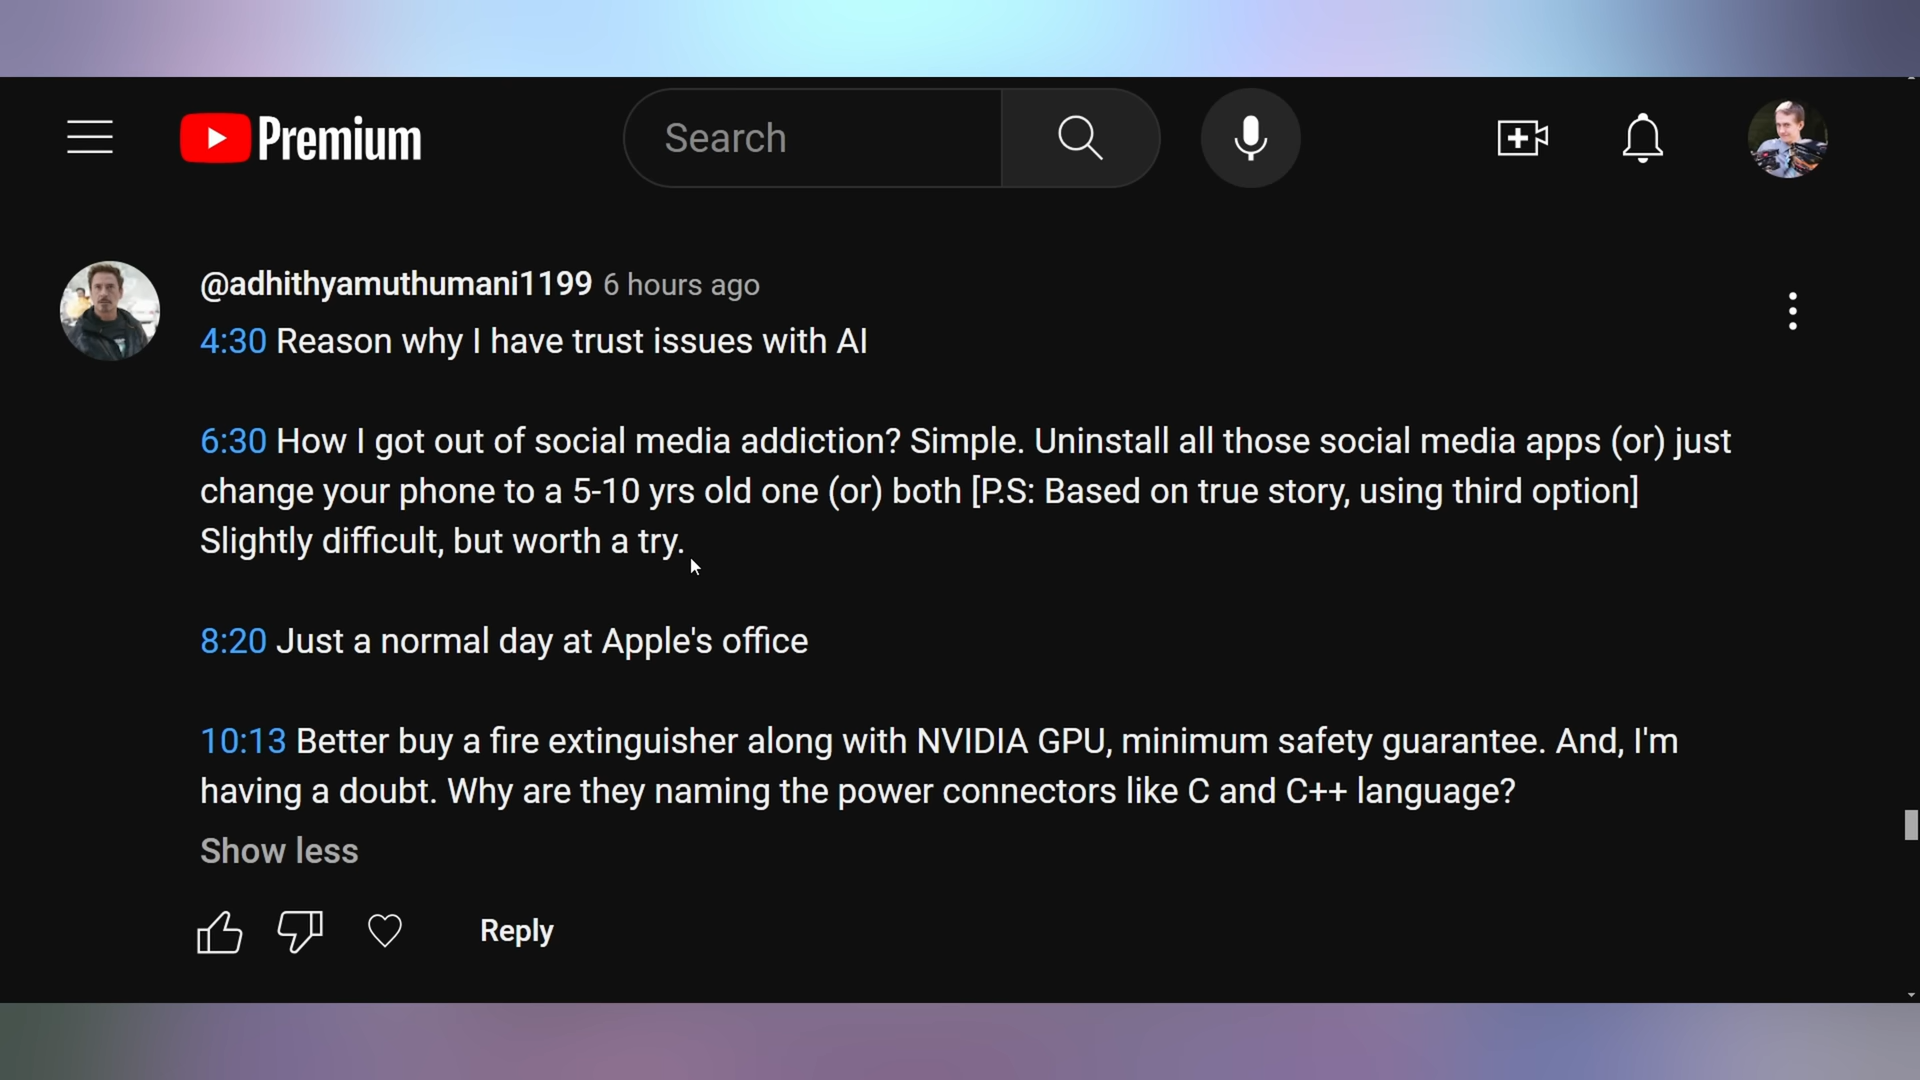 Premium
Search
@adhithyamuthumani1199 6 hours ago
4:30 Reason why I have trust issues with AI
6:30 How I got out of social media addiction? Simple. Uninstall all those social media apps (or) just
change your phone to a 5-10 yrs old one (or) both [P.S: Based on true story, using third option]
Slightly difficult, but worth a try.
8:20 Just a normal day at Apple's office
10:13 Better buy a fire extinguisher along with NVIDIA GPU, minimum safety guarantee. And, I'm
having a doubt. Why are they naming the power connectors like C and C++ language?
Show less
Reply